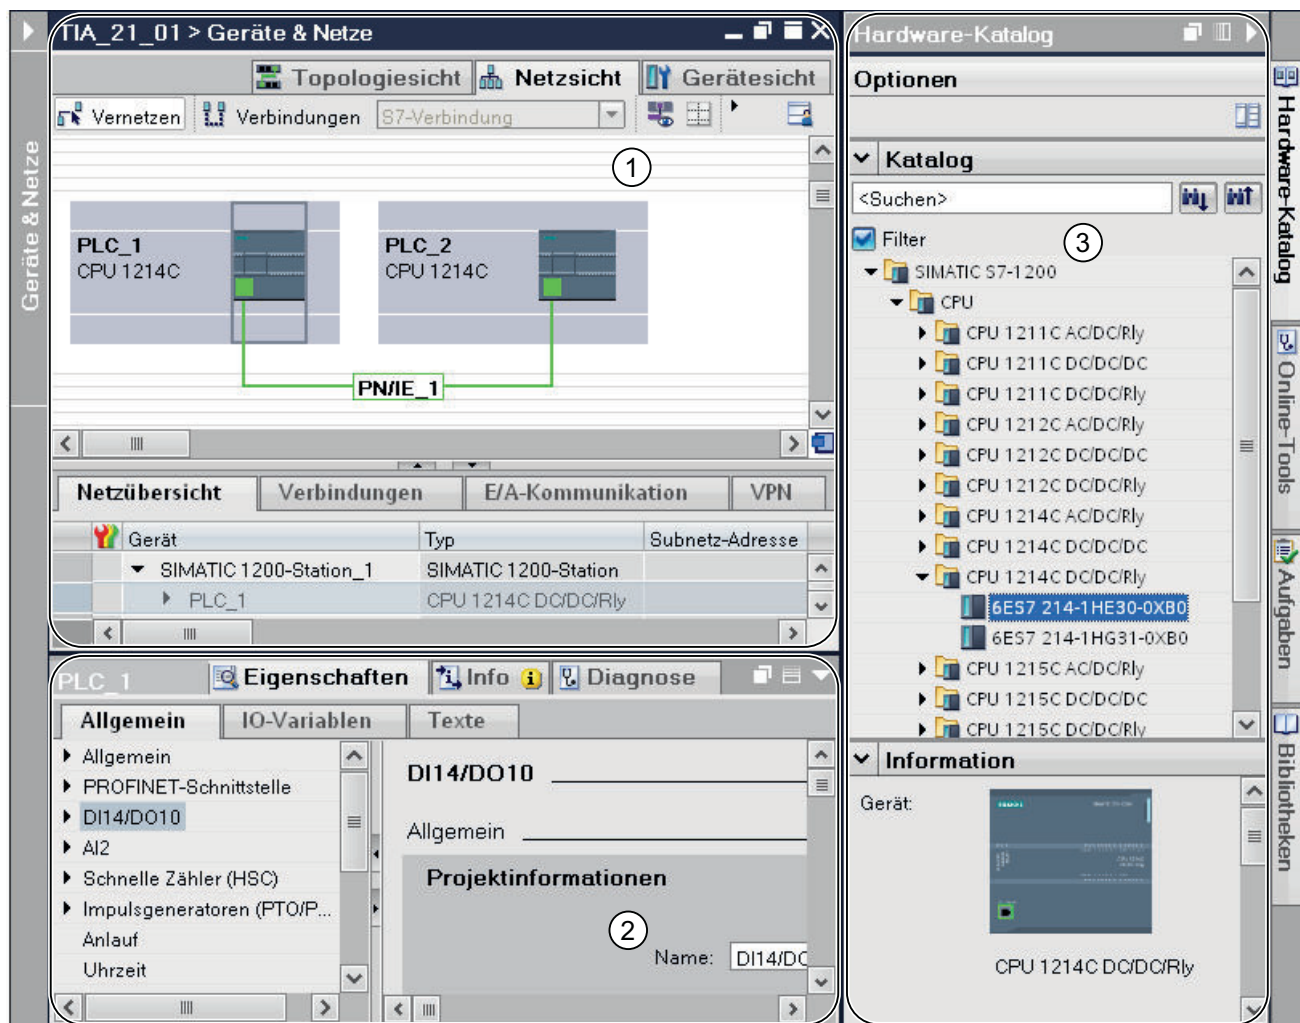 TIA_21_01 > Geräte & Netze
Topologiesicht
Netzsicht
Gerätesicht
Vernetzen
Verbindungen
S7-Verbindung
Geräte & Netze
1
PLC_1
CPU 1214C
PLC_2
CPU 1214C
PN/IE_1
Netzübersicht
Verbindungen
E/A-Kommunikation
VPN
Gerät
Typ
Subnetz-Adresse
SIMATIC 1200-Station_1
SIMATIC 1200-Station
PLC_1
CPU 1214C DC/DC/Rly
PLC_1
Eigenschaften
Info
Diagnose
Allgemein
IO-Variablen
Texte
Allgemein
PROFINET-Schnittstelle
DI14/DO10
AI2
Schnelle Zähler (HSC)
Impulsgeneratoren (PTO/P...
Anlauf
Uhrzeit
DI14/DO10
Allgemein
Projektinformationen
2
Name:
DI14/DO
Hardware-Katalog
Optionen
Katalog
<Suchen>
Filter
3
SIMATIC S7-1200
CPU
CPU 1211C AC/DC/Rly
CPU 1211C DC/DC/DC
CPU 1211C DC/DC/Rly
CPU 1212C AC/DC/Rly
CPU 1212C DC/DC/DC
CPU 1212C DC/DC/Rly
CPU 1214C AC/DC/Rly
CPU 1214C DC/DC/DC
CPU 1214C DC/DC/Rly
6ES7 214-1HE30-0XB0
6ES7 214-1HG31-0XB0
CPU 1215C AC/DC/Rly
CPU 1215C DC/DC/DC
CPU 1215C DC/DC/Rly
Information
Gerät:
CPU 1214C DC/DC/Rly
Hardware-Katalog
Online-Tools
Aufgaben
Bibliotheken